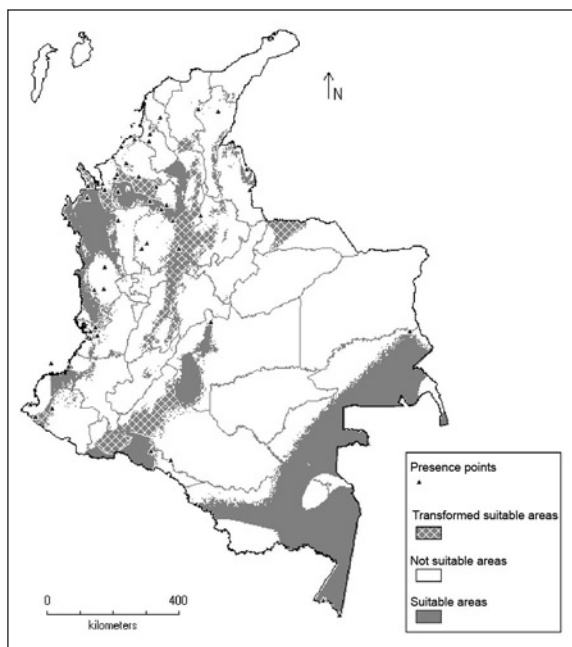 N
Presence points
Transformed suitable areas
Not suitable areas
Suitable areas
0 400
kilometers